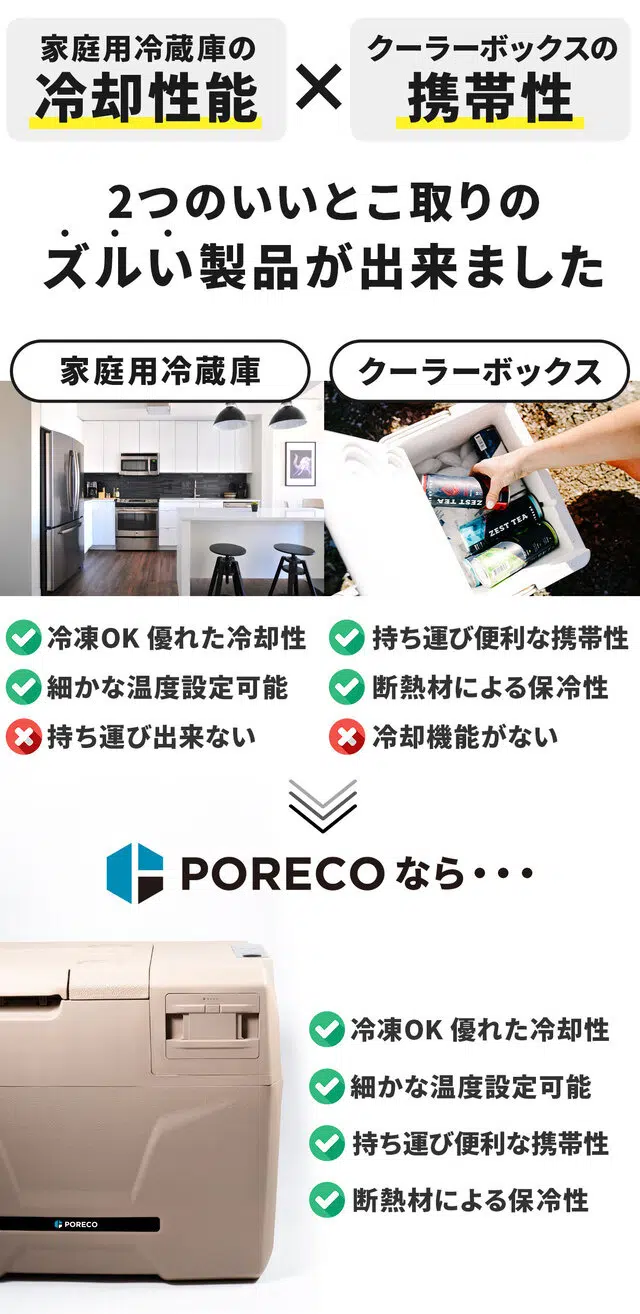 家庭用冷蔵庫の
冷却性能
×
クーラーボックスの
携帯性
2つのいいとこ取りの
ズルい製品が出来ました
家庭用冷蔵庫
クーラーボックス
ZEST TEA
ZEST TEA
冷凍OK 優れた冷却性
細かな温度設定可能
持ち運び出来ない
持ち運び便利な携帯性
断熱材による保冷性
冷却機能がない
PORECOなら・・・
冷凍OK 優れた冷却性
細かな温度設定可能
持ち運び便利な携帯性
断熱材による保冷性
PORECO